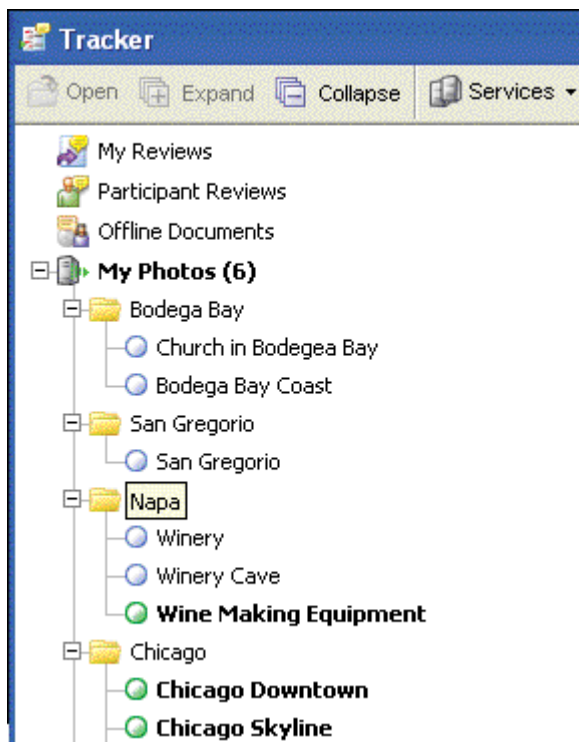 Tracker
Open Expand Collapse Services
My Reviews
Participant Reviews
Offline Documents
My Photos (6)
Bodega Bay
Church in Bodegea Bay
Bodega Bay Coast
San Gregorio
San Gregorio
Napa
Winery
Winery Cave
Wine Making Equipment
Chicago
Chicago Downtown
Chicago Skyline